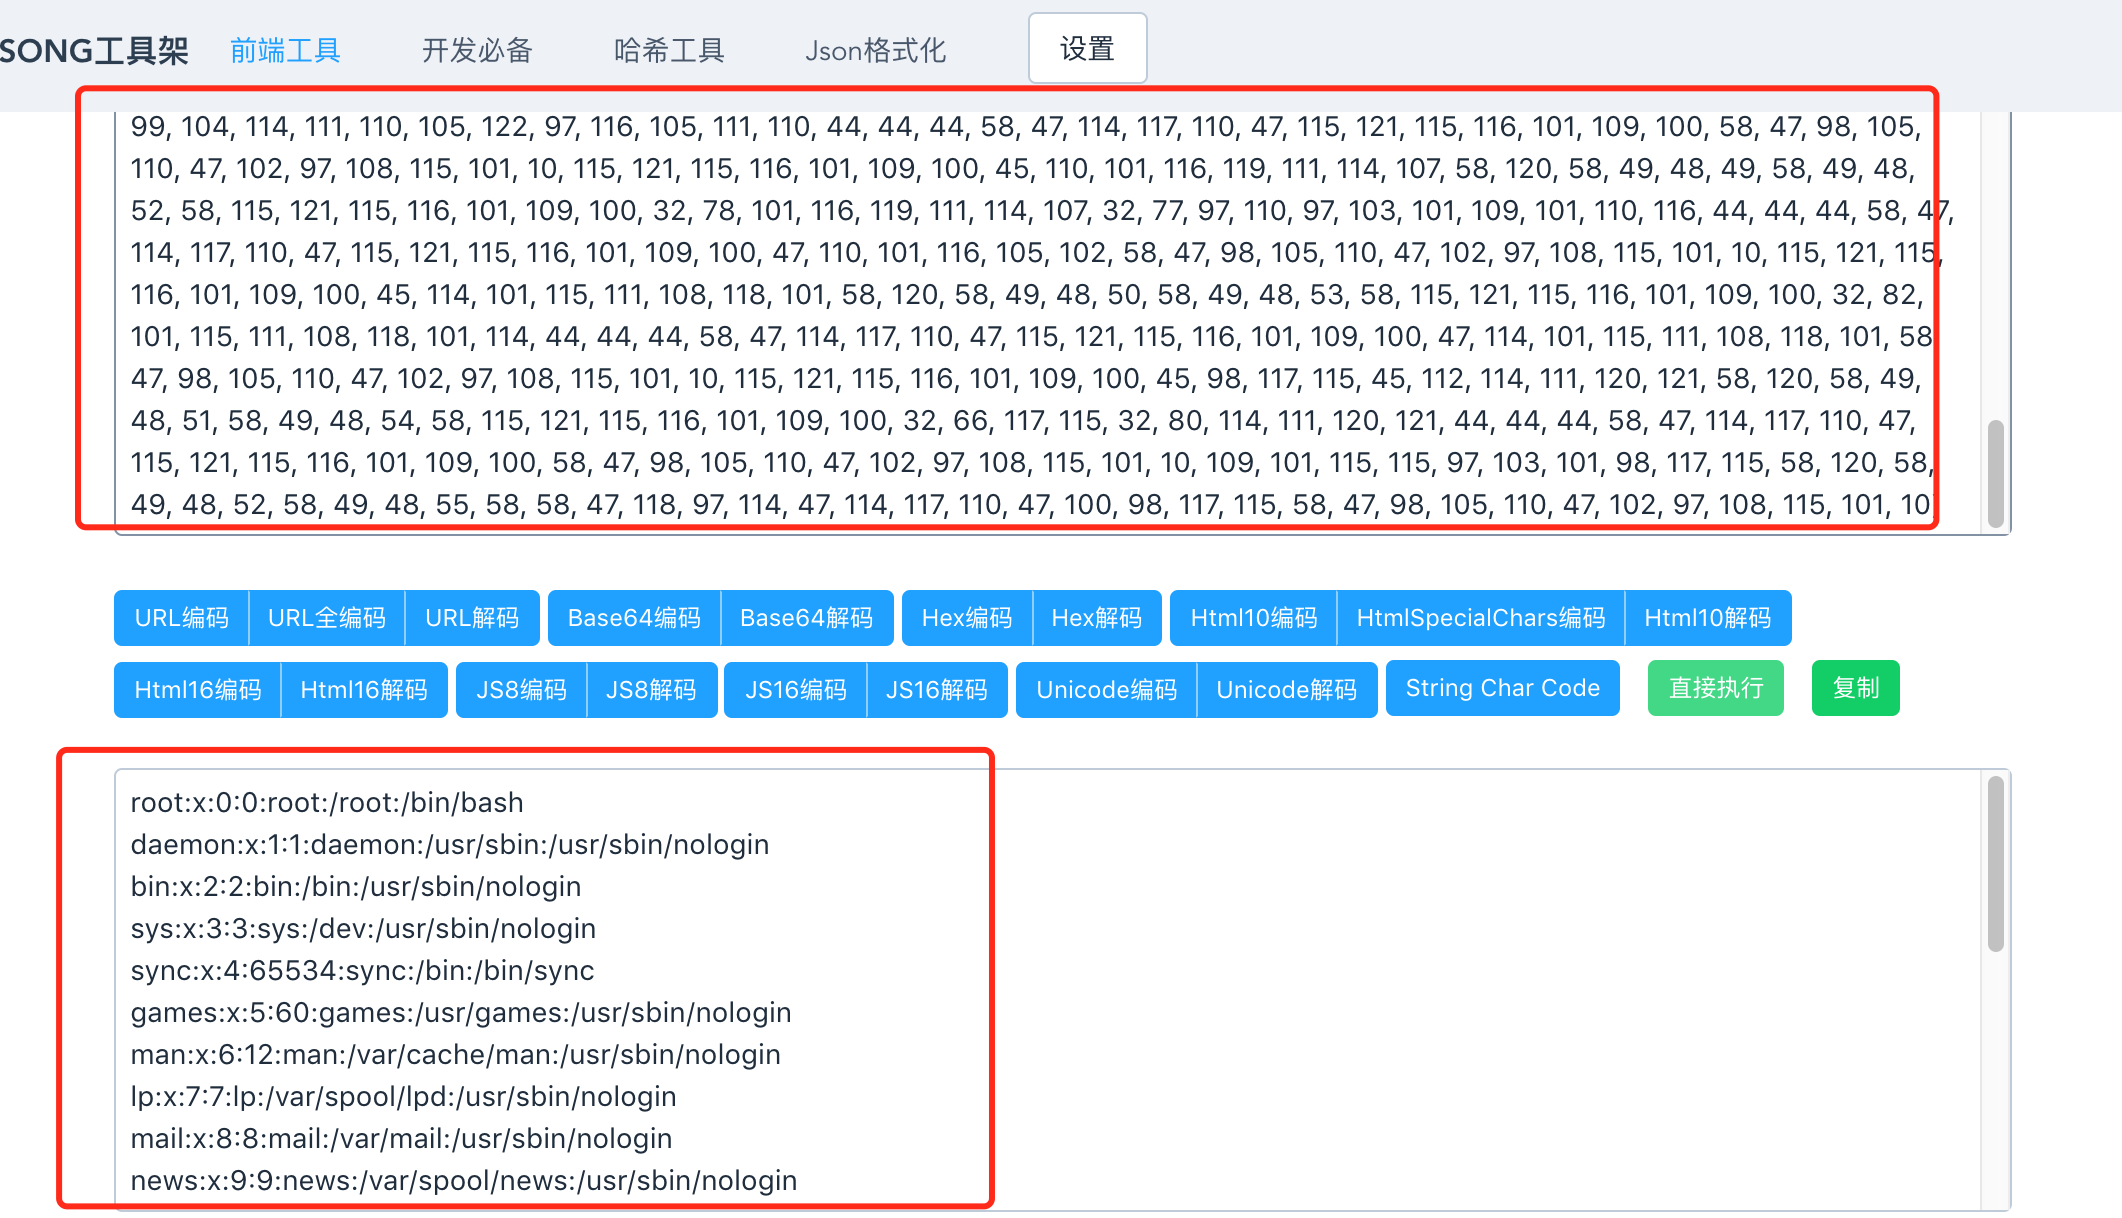 SONG工具架 前端工具 开发必备 哈希工具 Json格式化 设置
99, 104, 114, 111, 110, 105, 122, 97, 116, 105, 111, 110, 44, 44, 44, 58, 47, 114, 117, 110, 47, 115, 121, 115, 116, 101, 109, 100, 58, 47, 98, 105,
110, 47, 102, 97, 108, 115, 101, 10, 115, 121, 115, 116, 101, 109, 100, 45, 110, 101, 116, 119, 111, 114, 107, 58, 120, 58, 49, 48, 49, 58, 49, 48,
52, 58, 115, 121, 115, 116, 101, 109, 100, 32, 78, 101, 116, 119, 111, 114, 107, 32, 77, 97, 110, 97, 103, 101, 109, 101, 110, 116, 44, 44, 44, 58, 47,
114, 117, 110, 47, 115, 121, 115, 116, 101, 109, 100, 47, 110, 101, 116, 105, 102, 58, 47, 98, 105, 110, 47, 102, 97, 108, 115, 101, 10, 115, 121, 115,
116, 101, 109, 100, 45, 114, 101, 115, 111, 108, 118, 101, 58, 120, 58, 49, 48, 50, 58, 49, 48, 53, 58, 115, 121, 115, 116, 101, 109, 100, 32, 82,
101, 115, 111, 108, 118, 101, 114, 44, 44, 44, 58, 47, 114, 117, 110, 47, 115, 121, 115, 116, 101, 109, 100, 47, 114, 101, 115, 111, 108, 118, 101, 58
47, 98, 105, 110, 47, 102, 97, 108, 115, 101, 10, 115, 121, 115, 116, 101, 109, 100, 45, 98, 117, 115, 45, 112, 114, 111, 120, 121, 58, 120, 58, 49,
48, 51, 58, 49, 48, 54, 58, 115, 121, 115, 116, 101, 109, 100, 32, 66, 117, 115, 32, 80, 114, 111, 120, 121, 44, 44, 44, 58, 47, 114, 117, 110, 47,
115, 121, 115, 116, 101, 109, 100, 58, 47, 98, 105, 110, 47, 102, 97, 108, 115, 101, 10, 109, 101, 115, 115, 97, 103, 101, 98, 117, 115, 58, 120, 58,
49, 48, 52, 58, 49, 48, 55, 58, 58, 47, 118, 97, 114, 47, 114, 117, 110, 47, 100, 98, 117, 115, 58, 47, 98, 105, 110, 47, 102, 97, 108, 115, 101, 10
URL编码 URL全编码 URL解码 Base64编码 Base64解码 Hex编码 Hex解码 Html10编码 HtmlSpecialChars编码 Html10解码
Html16编码 Html16解码 JS8编码 JS8解码 JS16编码 JS16解码 Unicode编码 Unicode解码 String Char Code 直接执行 复制
root:x:0:0:root:/root:/bin/bash
daemon:x:1:1:daemon:/usr/sbin:/usr/sbin/nologin
bin:x:2:2:bin:/bin:/usr/sbin/nologin
sys:x:3:3:sys:/dev:/usr/sbin/nologin
sync:x:4:65534:sync:/bin:/bin/sync
games:x:5:60:games:/usr/games:/usr/sbin/nologin
man:x:6:12:man:/var/cache/man:/usr/sbin/nologin
lp:x:7:7:lp:/var/spool/lpd:/usr/sbin/nologin
mail:x:8:8:mail:/var/mail:/usr/sbin/nologin
news:x:9:9:news:/var/spool/news:/usr/sbin/nologin